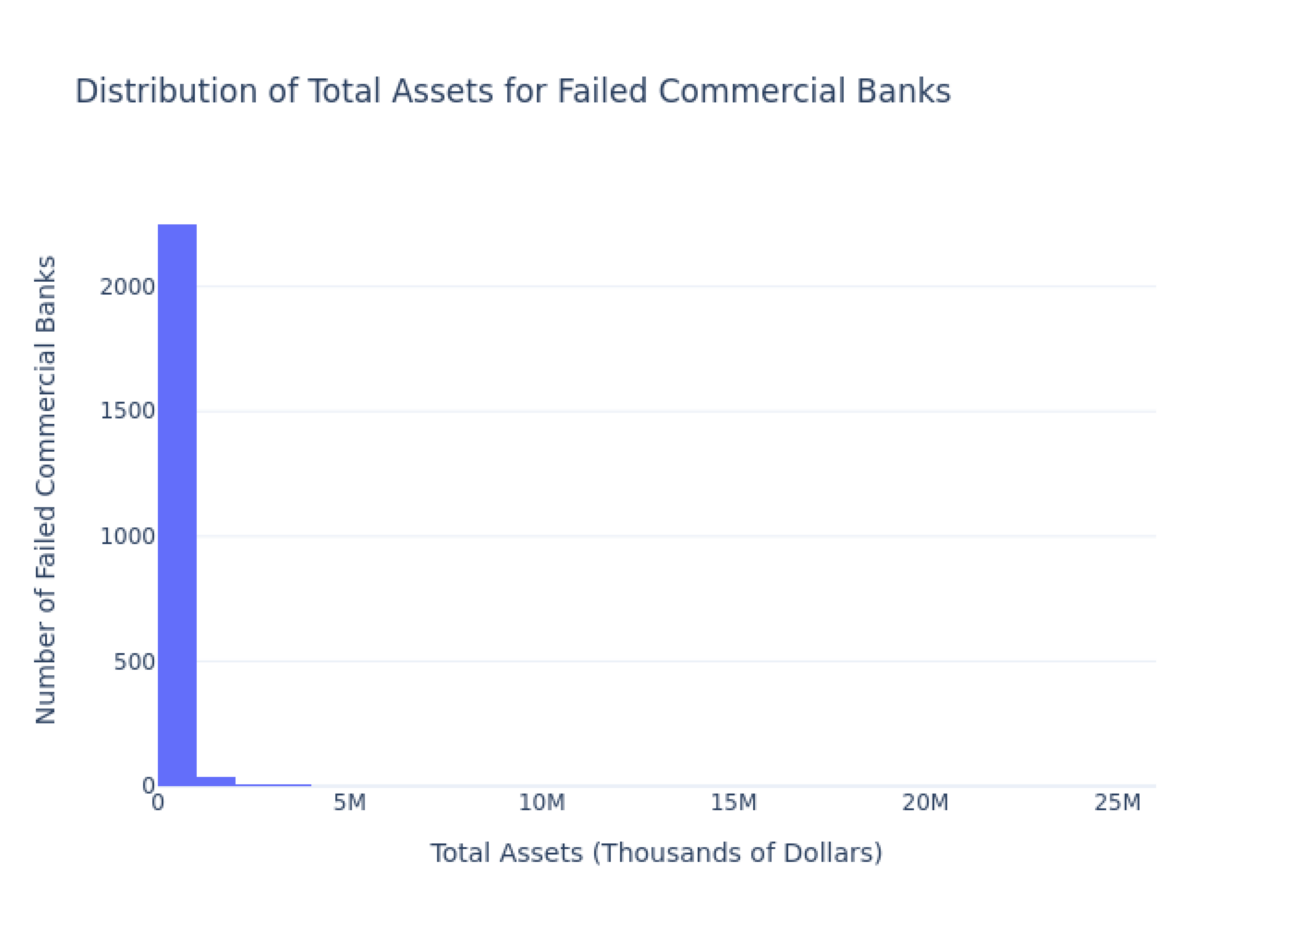 Distribution of Total Assets for Failed Commercial Banks
Number of Failed Commercial Banks
2000
1500
1000
500
0
0 5M 10M 15M 20M 25M
Total Assets (Thousands of Dollars)